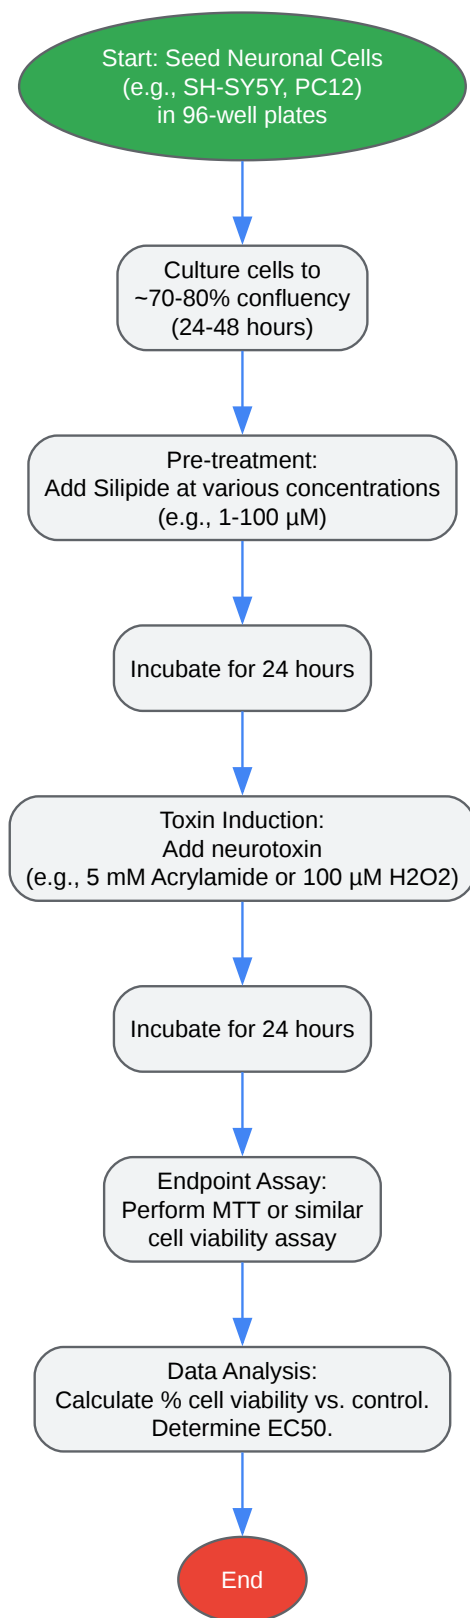 Start: Seed Neuronal Cells
(e.g., SH-SY5Y, PC12)
in 96-well plates
Culture cells to
~70-80% confluency
(24-48 hours)
Pre-treatment:
Add Silipide at various concentrations
(e.g., 1-100 µM)
Incubate for 24 hours
Toxin Induction:
Add neurotoxin
(e.g., 5 mM Acrylamide or 100 µM H2O2)
Incubate for 24 hours
Endpoint Assay:
Perform MTT or similar
cell viability assay
Data Analysis:
Calculate % cell viability vs. control.
Determine EC50.
End